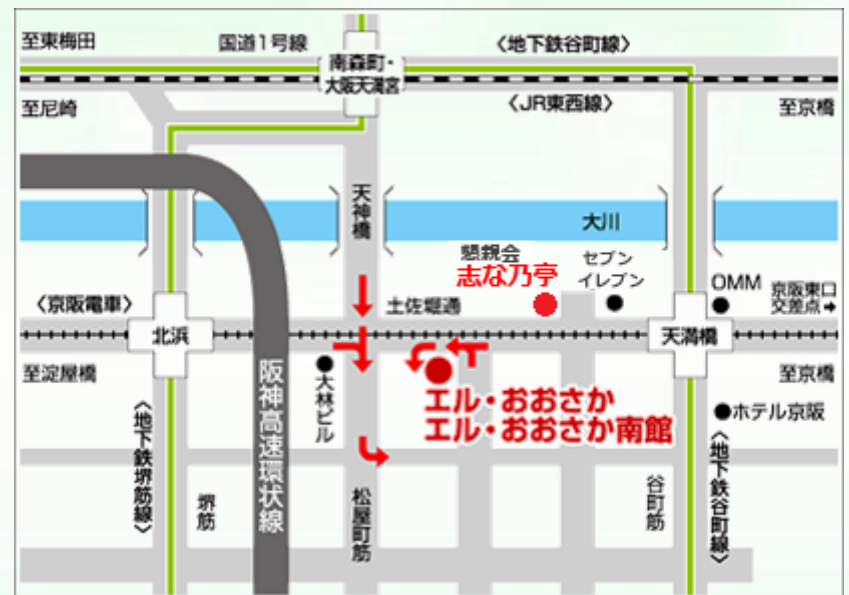 至東梅田
国道1号線
〈地下鉄谷町線〉
南森町・
大阪天満宮
至尼崎
〈JR東西線〉
至京橋
天神橋
大川
懇親会
志な乃亭
セブン
イレブン
OMM
京阪東口
交差点➡
〈京阪電車〉
土佐堀通
北浜
天満橋
至淀屋橋
大林ビル
阪神高速環状線
至京橋
エル・おおさか
エル・おおさか南館
ホテル京阪
〈地下鉄堺筋線〉
堺筋
松屋町筋
谷町筋
〈地下鉄谷町線〉